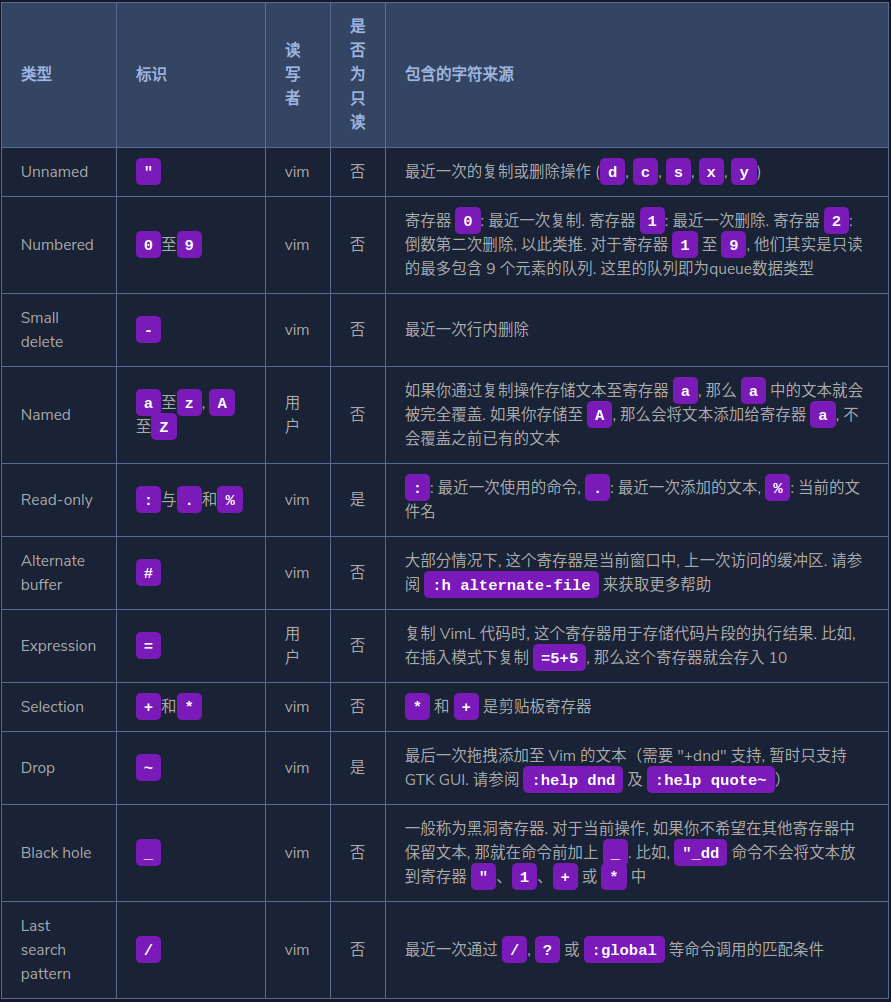 类型 标识 读写者 是否为只读 包含的字符来源
Unnamed " vim 否 最近一次的复制或删除操作 (d, c, s, x, y)
Numbered 0至9 vim 否 寄存器 0: 最近一次复制. 寄存器 1: 最近一次删除. 寄存器 2:
倒数第二次删除, 以此类推. 对于寄存器 1 至 9, 他们其实是只读
的最多包含 9 个元素的队列. 这里的队列即为queue数据类型
Small
delete - vim 否 最近一次行内删除
Named a至z, A
至Z 用
户 否 如果你通过复制操作存储文本至寄存器 a, 那么 a 中的文本就会
被完全覆盖. 如果你存储至 A, 那么会将文本添加给寄存器 a, 不
会覆盖之前已有的文本
Read-only :与.和% vim 是 :: 最近一次使用的命令, .: 最近一次添加的文本, %: 当前的文
件名
Alternate
buffer # vim 否 大部分情况下, 这个寄存器是当前窗口中, 上一次访问的缓冲区. 请参
阅 :h alternate-file 来获取更多帮助
Expression = 用
户 否 复制 VimL 代码时, 这个寄存器用于存储代码片段的执行结果. 比如,
在插入模式下复制 =5+5, 那么这个寄存器就会存入 10
Selection +和* vim 否 * 和 + 是剪贴板寄存器
Drop ~ vim 是 最后一次拖拽添加至 Vim 的文本（需要 "+dnd" 支持, 暂时只支持
GTK GUI. 请参阅 :help dnd 及 :help quote~）
Black hole _ vim 否 一般称为黑洞寄存器. 对于当前操作, 如果你不希望在其他寄存器中
保留文本, 那就在命令前加上 _. 比如, "_dd 命令不会将文本放
到寄存器 "、1、+ 或 * 中
Last
search
pattern / vim 否 最近一次通过 /, ? 或 :global 等命令调用的匹配条件